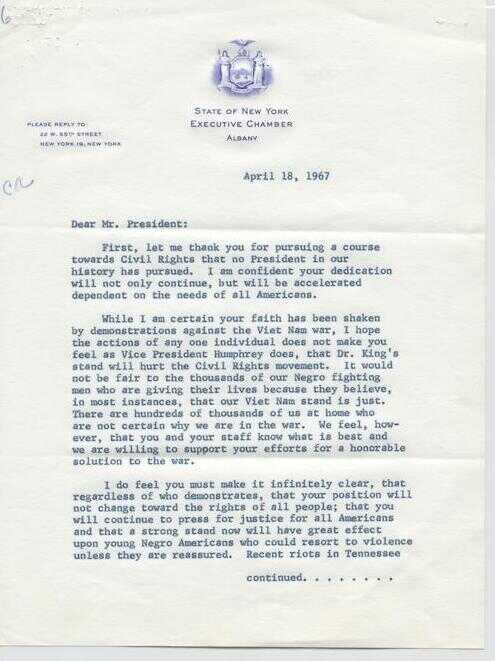 STATE OF NEW YORK
EXECUTIVE CHAMBER
ALBANY
PLEASE REPLY TO:
22 W. 55TH STREET
NEW YORK 19, NEW YORK
April 18, 1967
Dear Mr. President:
First, let me thank you for pursuing a course
towards Civil Rights that no President in our
history has pursued. I am confident your dedication
will not only continue, but will be accelerated
dependent on the needs of all Americans.
While I am certain your faith has been shaken
by demonstrations against the Viet Nam war, I hope
the actions of any one individual does not make you
feel as Vice President Humphrey does, that Dr. King's
stand will hurt the Civil Rights movement. It would
not be fair to the thousands of our Negro fighting
men who are giving their lives because they believe,
in most instances, that our Viet Nam stand is just.
There are hundreds of thousands of us at home who
are not certain why we are in the war. We feel, how-
ever, that you and your staff know what is best and
we are willing to support your efforts for a honorable
solution to the war.
I do feel you must make it infinitely clear, that
regardless of who demonstrates, that your position will
not change toward the rights of all people; that you
will continue to press for justice for all Americans
and that a strong stand now will have great effect
upon young Negro Americans who could resort to violence
unless they are reassured. Recent riots in Tennessee
continued. . . . . . . .